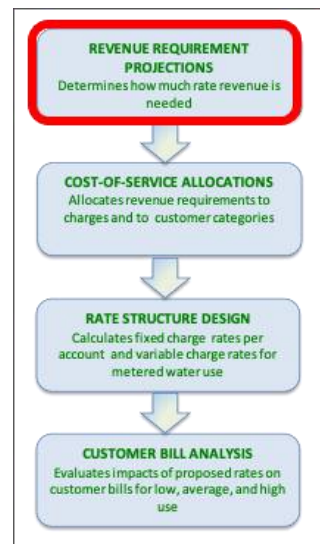 REVENUE REQUIREMENT
PROJECTIONS
Determines how much rate revenue is
needed
COST-OF-SERVICE ALLOCATIONS
Allocates revenue requirements to
charges and to customer categories
RATE STRUCTURE DESIGN
Calculates fixed charge rates per
account and variable charge rates for
metered water use
CUSTOMER BILL ANALYSIS
Evaluates impacts of proposed rates on
customer bills for low, average, and high
use